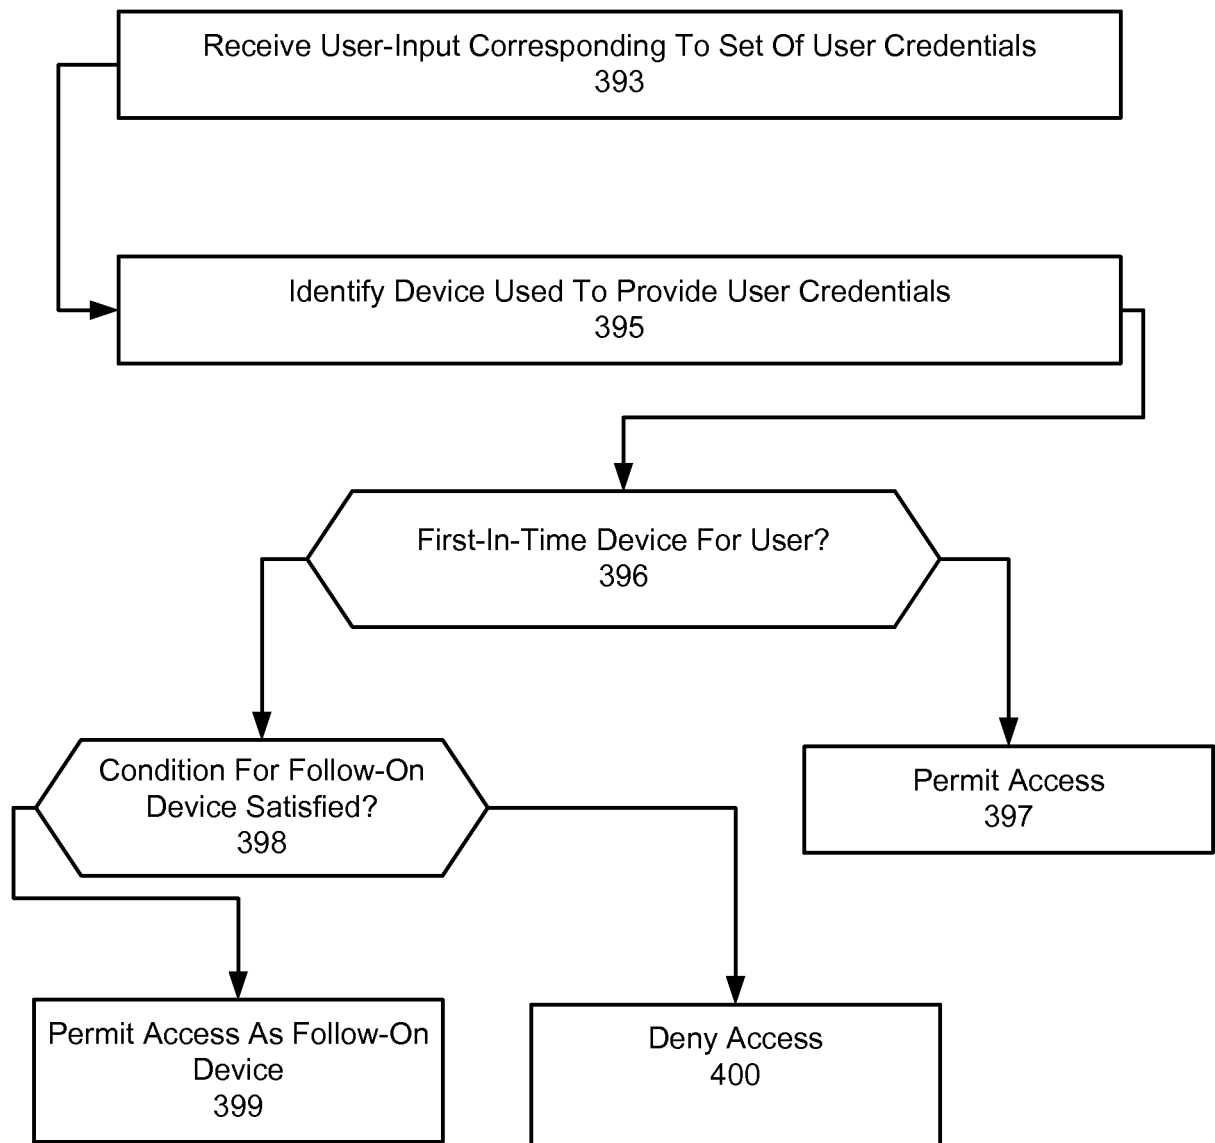 Receive User-Input Corresponding To Set Of User Credentials
393
Identify Device Used To Provide User Credentials
395
First-In-Time Device For User?
396
Condition For Follow-On
Device Satisfied?
398
Permit Access
397
Permit Access As Follow-On
Device
399
Deny Access
400